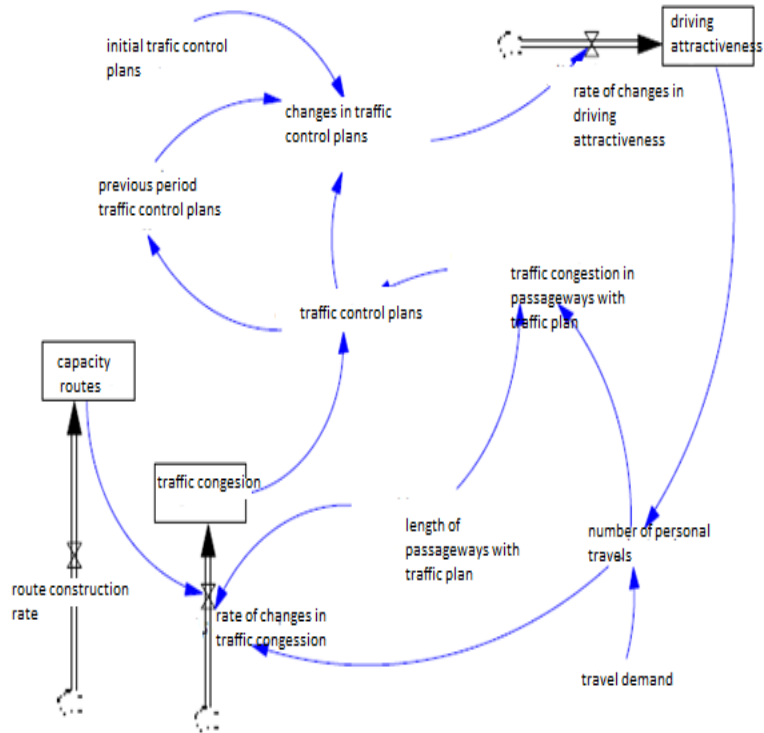 driving
attractiveness
initial trafic control
plans
rate of changes in
driving
attractiveness
changes in traffic
control plans
previous period
traffic control plans
traffic congestion in
passageways with
traffic plan
traffic control plans
capacity
routes
traffic congesion
length of
passageways with
traffic plan
number of personal
travels
route construction
rate
rate of changes in
traffic congession
travel demand